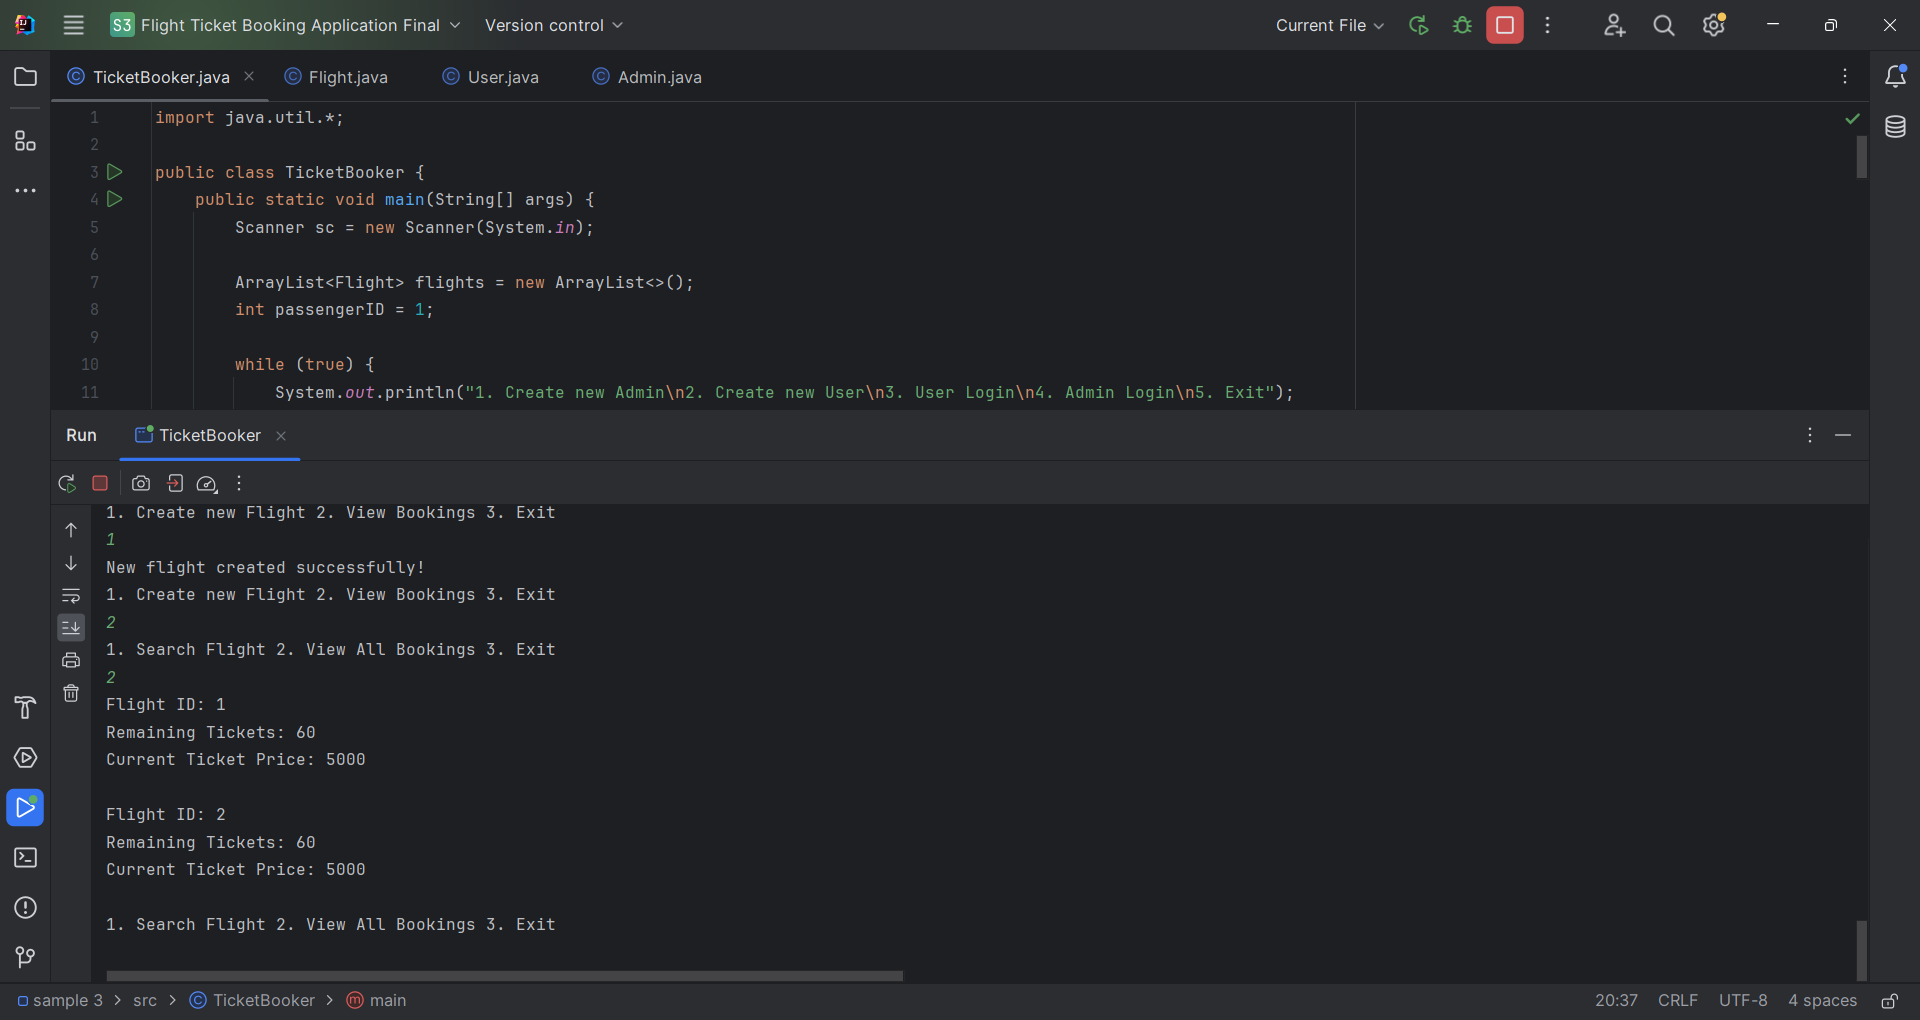 S3 Flight Ticket Booking Application Final Version control Current File
TicketBooker.java Flight.java User.java Admin.java
1 import java.util.*;
2
3 public class TicketBooker {
4 public static void main(String[] args) {
5 Scanner sc = new Scanner(System.in);
6
7 ArrayList<Flight> flights = new ArrayList<>();
8 int passengerID = 1;
9
10 while (true) {
11 System.out.println("1. Create new Admin\n2. Create new User\n3. User Login\n4. Admin Login\n5. Exit");
Run TicketBooker
1. Create new Flight 2. View Bookings 3. Exit
1
New flight created successfully!
1. Create new Flight 2. View Bookings 3. Exit
2
1. Search Flight 2. View All Bookings 3. Exit
2
Flight ID: 1
Remaining Tickets: 60
Current Ticket Price: 5000
Flight ID: 2
Remaining Tickets: 60
Current Ticket Price: 5000
1. Search Flight 2. View All Bookings 3. Exit
sample 3 > src > TicketBooker > main 20:37 CRLF UTF-8 4 spaces